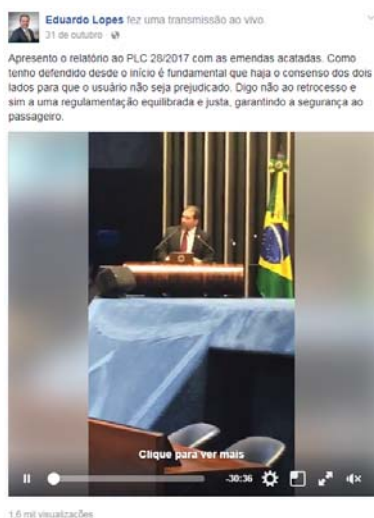 Eduardo Lopes fez uma transmissão ao vivo.
31 de outubro ·
Apresento o relatório ao PLC 28/2017 com as emendas acatadas. Como
tenho defendido desde o início é fundamental que haja o consenso dos dois
lados para que o usuário não seja prejudicado. Digo não ao retrocesso e
sim a uma regulamentação equilibrada e justa, garantindo a segurança ao
passageiro.
Clique para ver mais
-30:36
1,6 mil visualizações